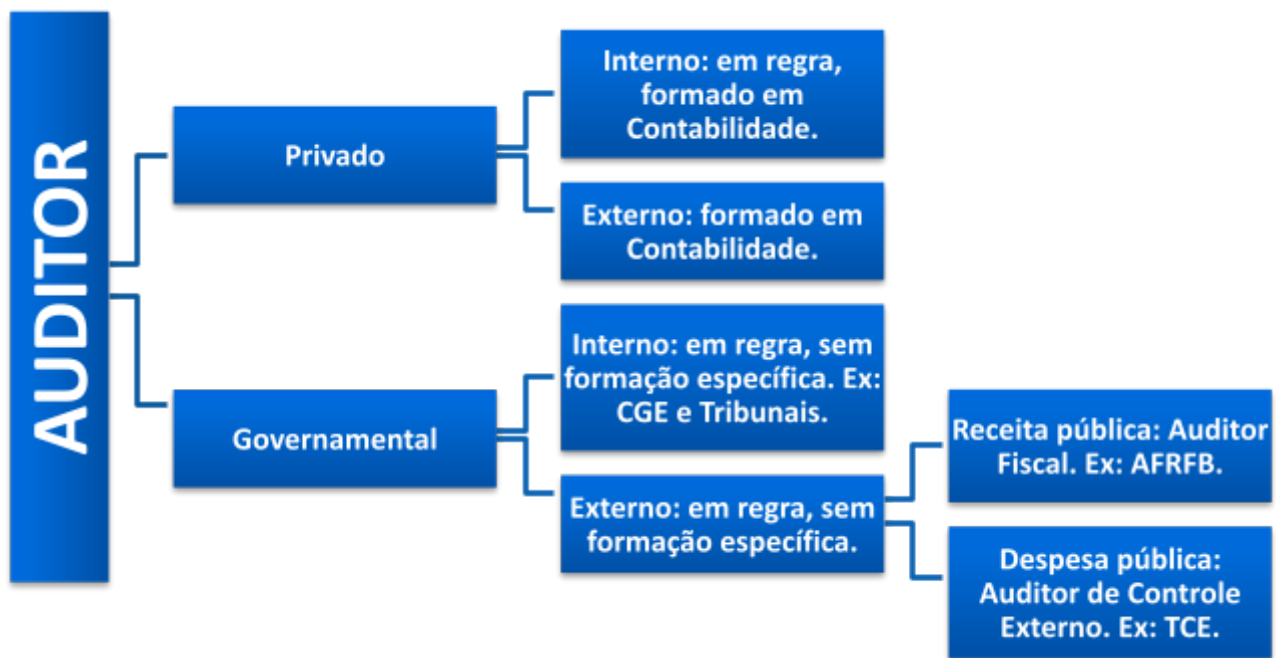 AUDITOR
Privado
Interno: em regra,
formado em
Contabilidade.
Externo: formado em
Contabilidade.
Governamental
Interno: em regra, sem
formação específica. Ex:
CGE e Tribunais.
Externo: em regra, sem
formação específica.
Receita pública: Auditor
Fiscal. Ex: AFRFB.
Despesa pública:
Auditor de Controle
Externo. Ex: TCE.